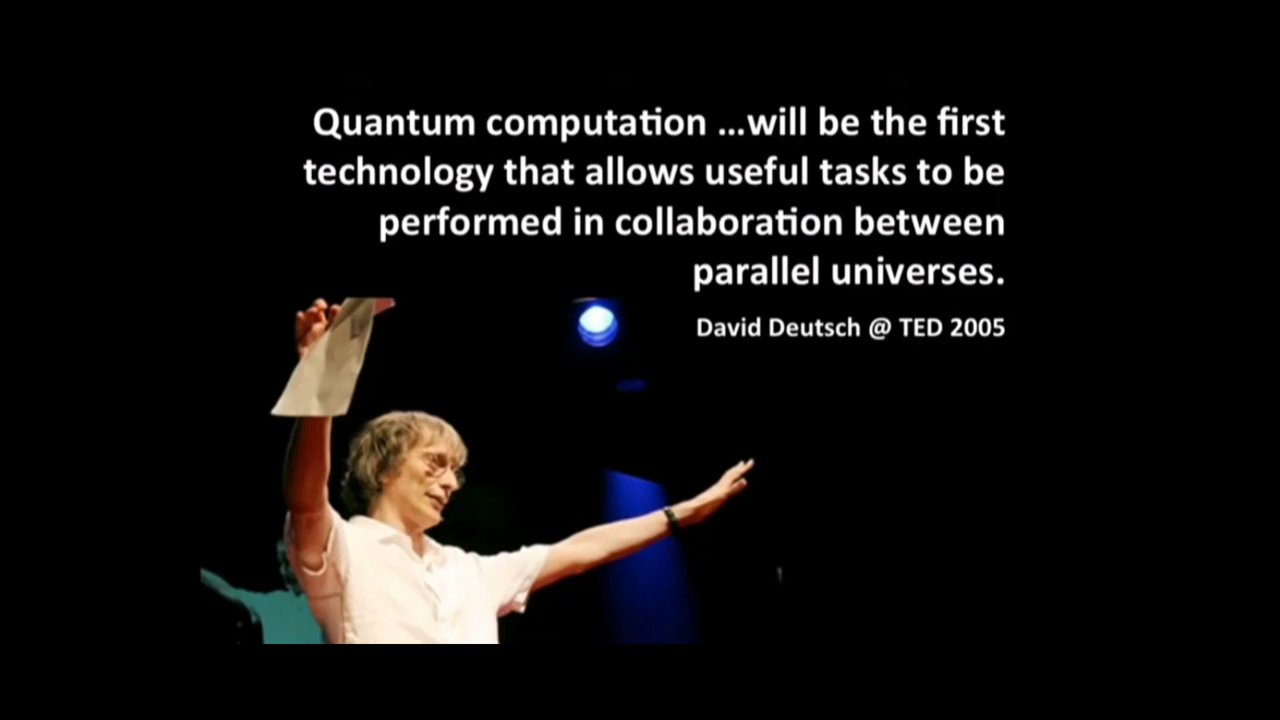 Quantum computation ...will be the first
technology that allows useful tasks to be
performed in collaboration between
parallel universes.
David Deutsch @ TED 2005